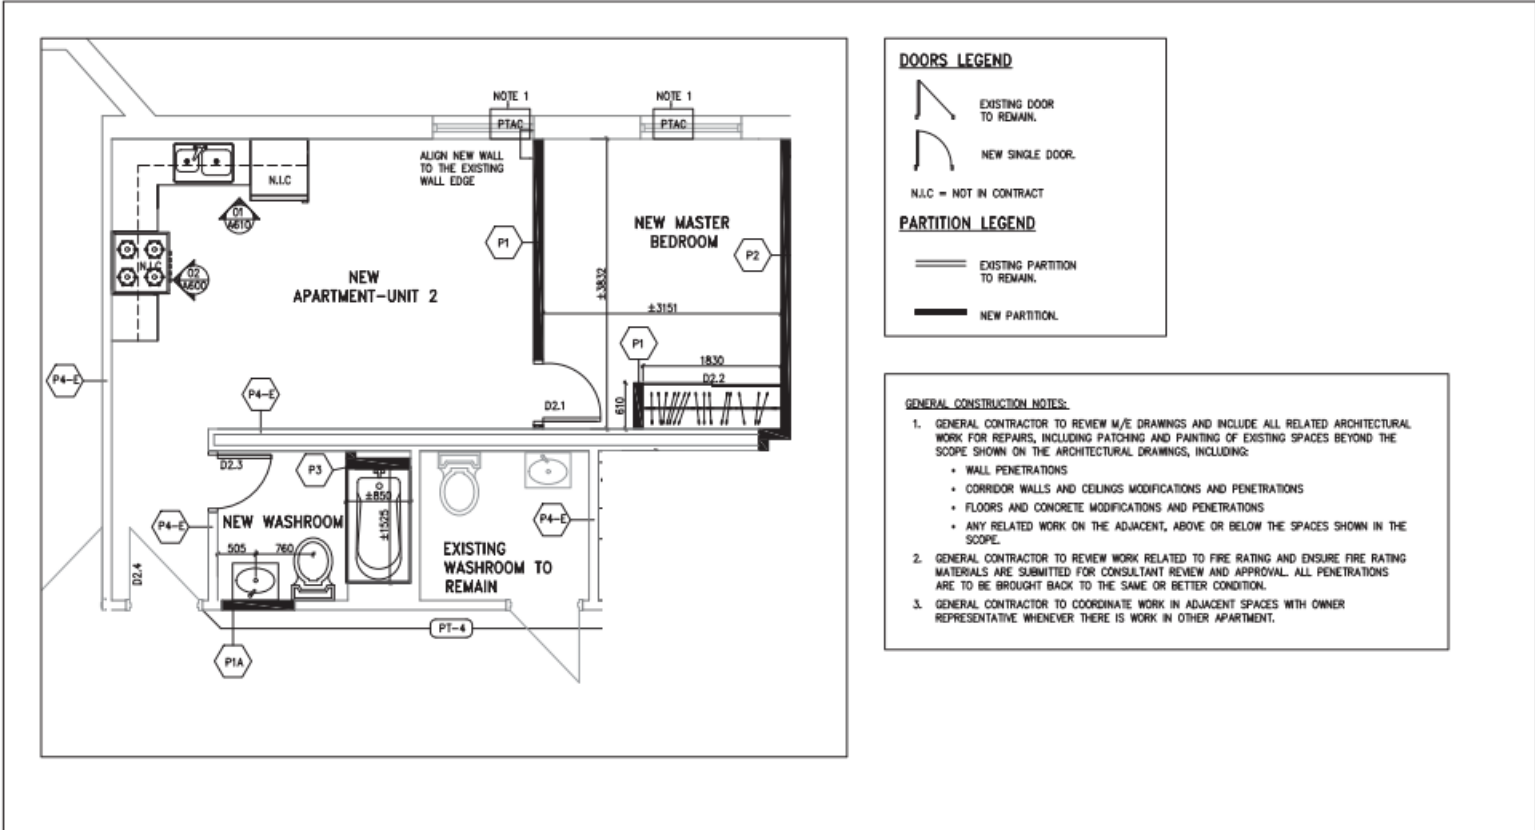 NOTE 1
NOTE 1
PTAC
PTAC
ALIGN NEW WALL
TO THE EXISTING
WALL EDGE
N.I.C
01
A610
P1
NEW MASTER
BEDROOM
P2
N.I.C
02
A600
NEW
APARTMENT-UNIT 2
±3832
±3151
P1
1830
D2.2
610
P4-E
P4-E
D2.1
D2.3
P3
±850
±1525
P4-E
NEW WASHROOM
P4-E
505
760
EXISTING
WASHROOM TO
REMAIN
D2.4
PT-4
P1A
DOORS LEGEND
EXISTING DOOR
TO REMAIN.
NEW SINGLE DOOR.
N.I.C = NOT IN CONTRACT
PARTITION LEGEND
EXISTING PARTITION
TO REMAIN.
NEW PARTITION.
GENERAL CONSTRUCTION NOTES:
1. GENERAL CONTRACTOR TO REVIEW M/E DRAWINGS AND INCLUDE ALL RELATED ARCHITECTURAL
WORK FOR REPAIRS, INCLUDING PATCHING AND PAINTING OF EXISTING SPACES BEYOND THE
SCOPE SHOWN ON THE ARCHITECTURAL DRAWINGS, INCLUDING:
• WALL PENETRATIONS
• CORRIDOR WALLS AND CEILINGS MODIFICATIONS AND PENETRATIONS
• FLOORS AND CONCRETE MODIFICATIONS AND PENETRATIONS
• ANY RELATED WORK ON THE ADJACENT, ABOVE OR BELOW THE SPACES SHOWN IN THE
SCOPE.
2. GENERAL CONTRACTOR TO REVIEW WORK RELATED TO FIRE RATING AND ENSURE FIRE RATING
MATERIALS ARE SUBMITTED FOR CONSULTANT REVIEW AND APPROVAL. ALL PENETRATIONS
ARE TO BE BROUGHT BACK TO THE SAME OR BETTER CONDITION.
3. GENERAL CONTRACTOR TO COORDINATE WORK IN ADJACENT SPACES WITH OWNER
REPRESENTATIVE WHENEVER THERE IS WORK IN OTHER APARTMENT.